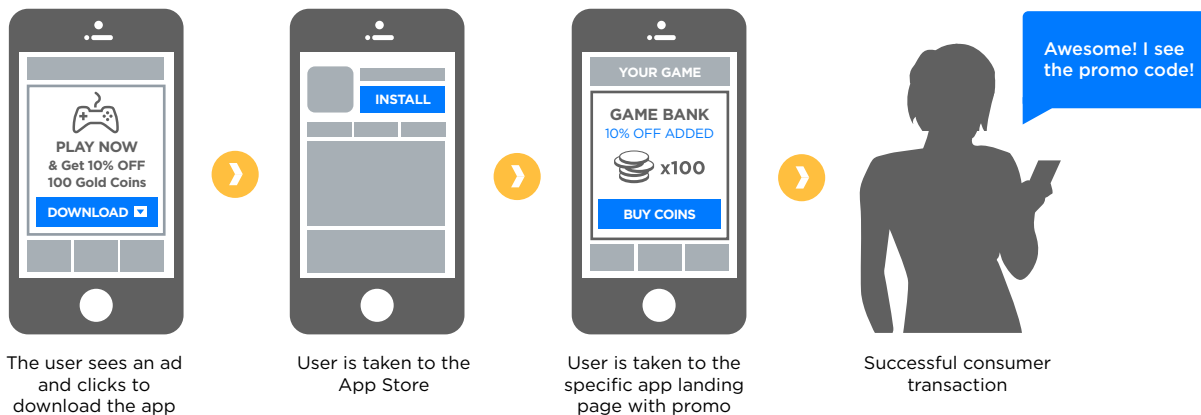 PLAY NOW
& Get 10% OFF
100 Gold Coins
DOWNLOAD
The user sees an ad
and clicks to
download the app
INSTALL
User is taken to the
App Store
YOUR GAME
GAME BANK
10% OFF ADDED
x100
BUY COINS
User is taken to the
specific app landing
page with promo
Awesome! I see
the promo code!
Successful consumer
transaction